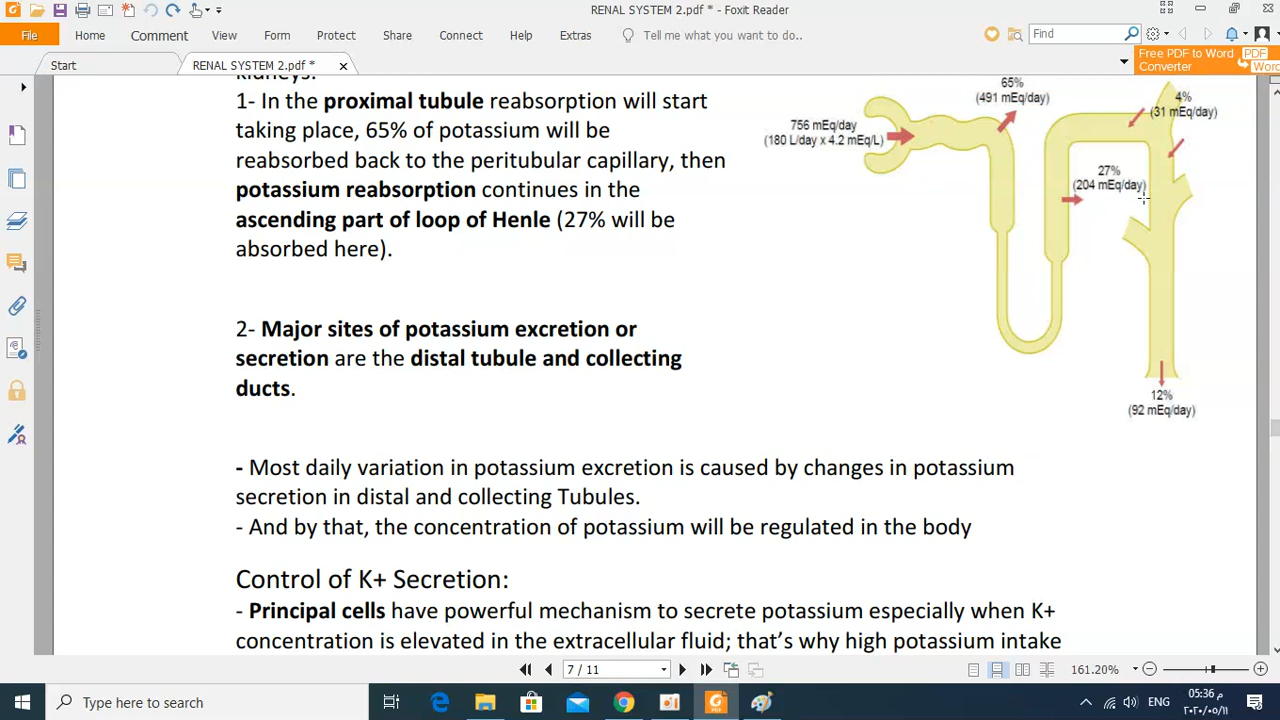 RENAL SYSTEM 2.pdf * - Foxit Reader
File Home Comment View Form Protect Share Connect Help Extras Tell me what you want to do.. Find
Free PDF to Word Converter
PDF
Word
Start RENAL SYSTEM 2.pdf *
kidneys.
1- In the proximal tubule reabsorption will start
taking place, 65% of potassium will be
reabsorbed back to the peritubular capillary, then
potassium reabsorption continues in the
ascending part of loop of Henle (27% will be
absorbed here).
2- Major sites of potassium excretion or
secretion are the distal tubule and collecting
ducts.
65%
(491 mEq/day)
4%
(31 mEq/day)
756 mEq/day
(180 L/day x 4.2 mEq/L)
27%
(204 mEq/day)
12%
(92 mEq/day)
- Most daily variation in potassium excretion is caused by changes in potassium
secretion in distal and collecting Tubules.
- And by that, the concentration of potassium will be regulated in the body
Control of K+ Secretion:
- Principal cells have powerful mechanism to secrete potassium especially when K+
concentration is elevated in the extracellular fluid; that's why high potassium intake
7 / 11
161.20%
Type here to search
ENG
05:36 م
٢٠٢٠/٠٥/١١